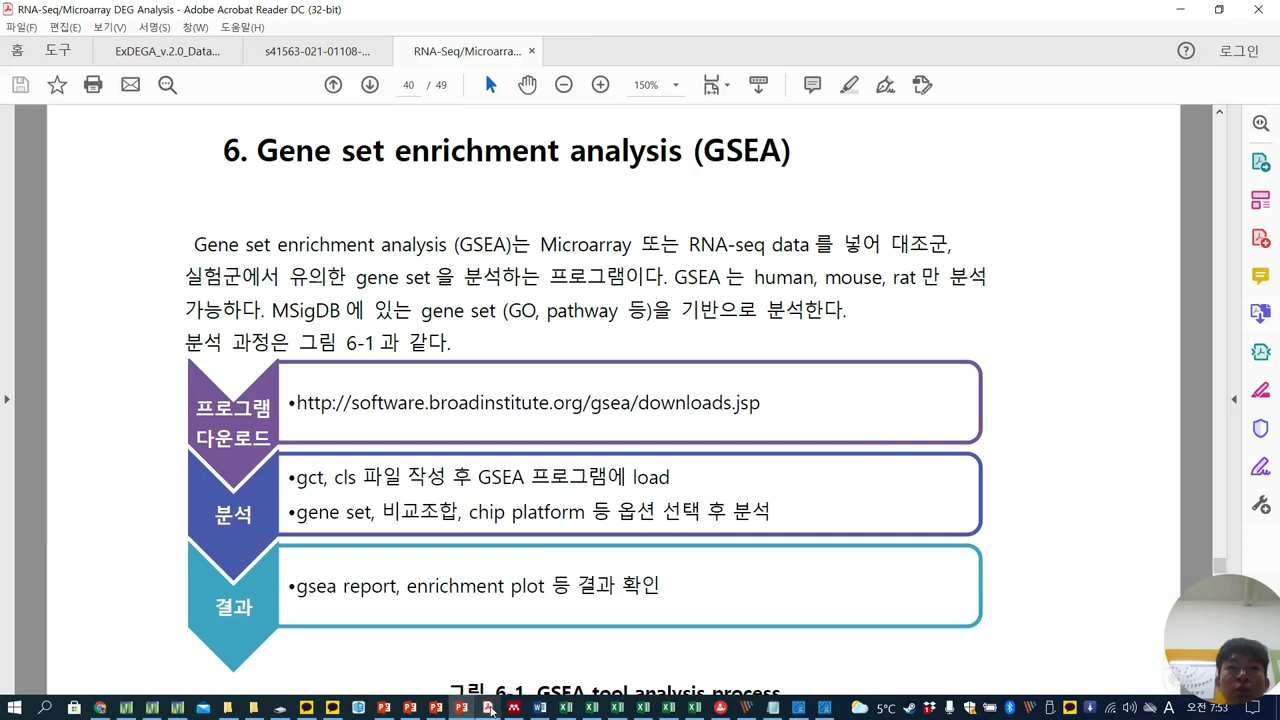 RNA-Seq/Microarray DEG Analysis - Adobe Acrobat Reader DC (32-bit)
파일(F) 편집(E) 보기(V) 서명(S) 창(W) 도움말(H)
홈 도구 ExDEGA_v.2.0_Data... s41563-021-01108-... RNA-Seq/Microarra... ×
로그인
40 / 49 150%
6. Gene set enrichment analysis (GSEA)
Gene set enrichment analysis (GSEA)는 Microarray 또는 RNA-seq data 를 넣어 대조군,
실험군에서 유의한 gene set 을 분석하는 프로그램이다. GSEA 는 human, mouse, rat 만 분석
가능하다. MSigDB 에 있는 gene set (GO, pathway 등)을 기반으로 분석한다.
분석 과정은 그림 6-1 과 같다.
프로그램
다운로드
•http://software.broadinstitute.org/gsea/downloads.jsp
분석
•gct, cls 파일 작성 후 GSEA 프로그램에 load
•gene set, 비교조합, chip platform 등 옵션 선택 후 분석
결과
•gsea report, enrichment plot 등 결과 확인
그림 6-1. GSEA tool analysis process
5°C A 오전 7:53